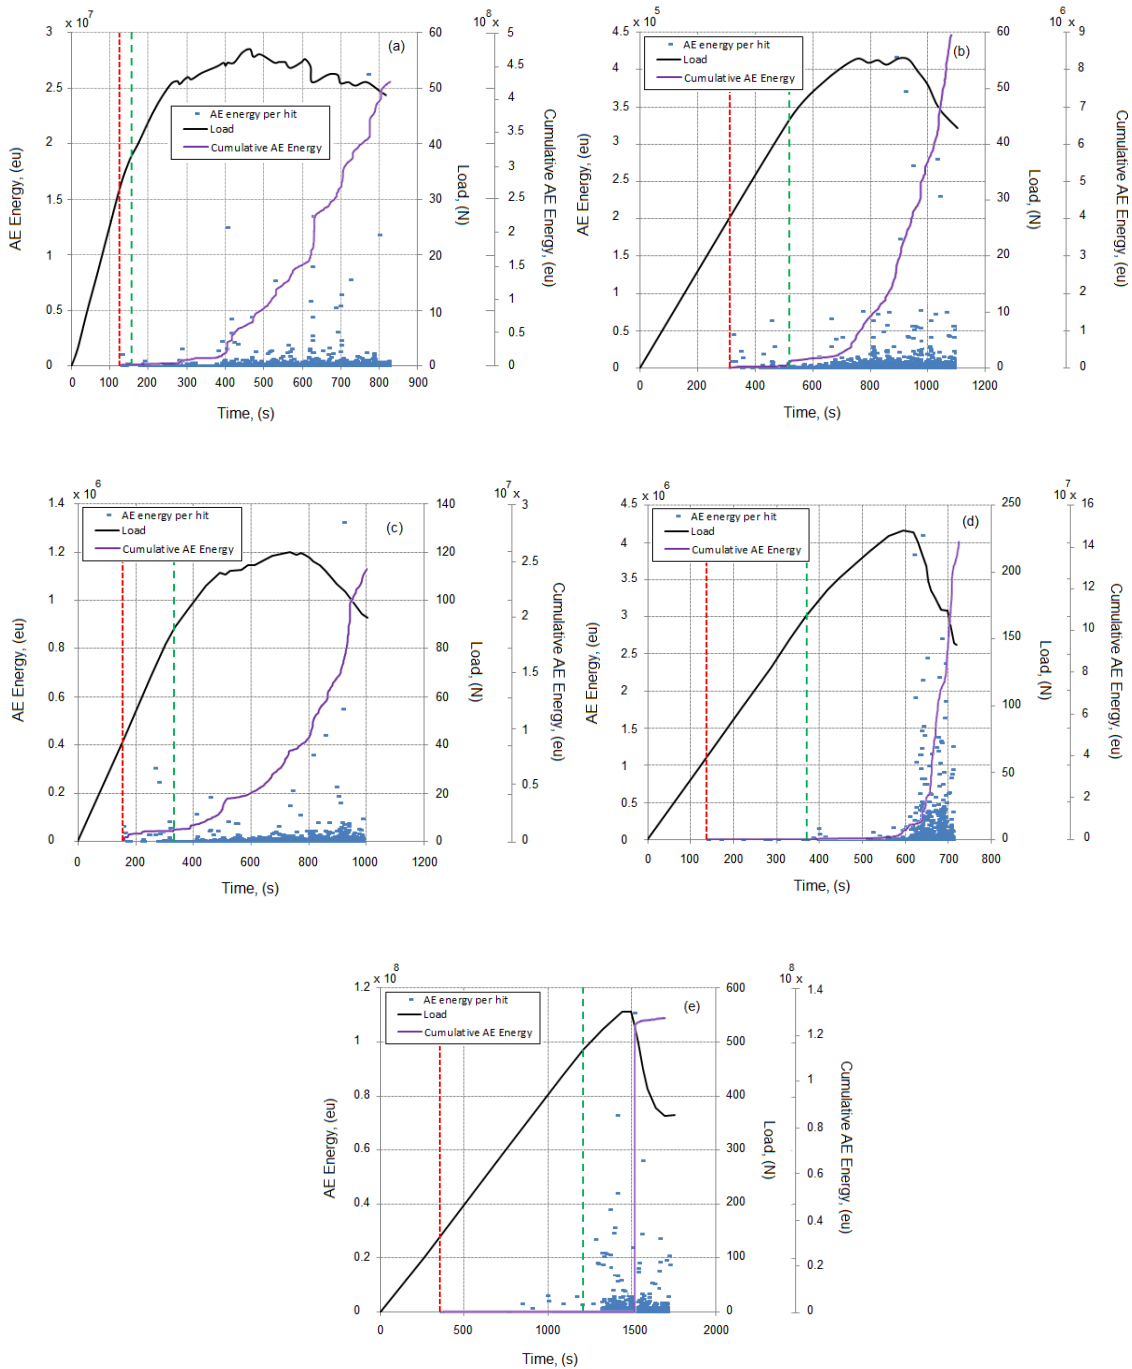 x 10^7
10^8 x
(a)
3
2.5
2
1.5
1
0.5
0
60
50
40
30
20
10
0
5
4.5
4
3.5
3
2.5
2
1.5
1
0.5
0
AE energy per hit
Load
Cumulative AE Energy
AE Energy, (eu)
Load, (N)
Cumulative AE Energy, (eu)
0 100 200 300 400 500 600 700 800 900
Time, (s)
x 10^5
10^6 x
(b)
4.5
4
3.5
3
2.5
2
1.5
1
0.5
0
60
50
40
30
20
10
0
9
8
7
6
5
4
3
2
1
0
AE energy per hit
Load
Cumulative AE Energy
AE Energy, (eu)
Load, (N)
Cumulative AE Energy, (eu)
0 200 400 600 800 1000 1200
Time, (s)
x 10^6
10^7 x
(c)
1.4
1.2
1
0.8
0.6
0.4
0.2
0
140
120
100
80
60
40
20
0
3
2.5
2
1.5
1
0.5
0
AE energy per hit
Load
Cumulative AE Energy
AE Energy, (eu)
Load, (N)
Cumulative AE Energy, (eu)
0 200 400 600 800 1000 1200
Time, (s)
x 10^6
10^7 x
(d)
4.5
4
3.5
3
2.5
2
1.5
1
0.5
0
250
200
150
100
50
0
16
14
12
10
8
6
4
2
0
AE energy per hit
Load
Cumulative AE Energy
AE Energy, (eu)
Load, (N)
Cumulative AE Energy, (eu)
0 100 200 300 400 500 600 700 800
Time, (s)
x 10^8
10^8 x
(e)
1.2
1
0.8
0.6
0.4
0.2
0
600
500
400
300
200
100
0
1.4
1.2
1
0.8
0.6
0.4
0.2
0
AE energy per hit
Load
Cumulative AE Energy
AE Energy, (eu)
Load, (N)
Cumulative AE Energy, (eu)
0 500 1000 1500 2000
Time, (s)